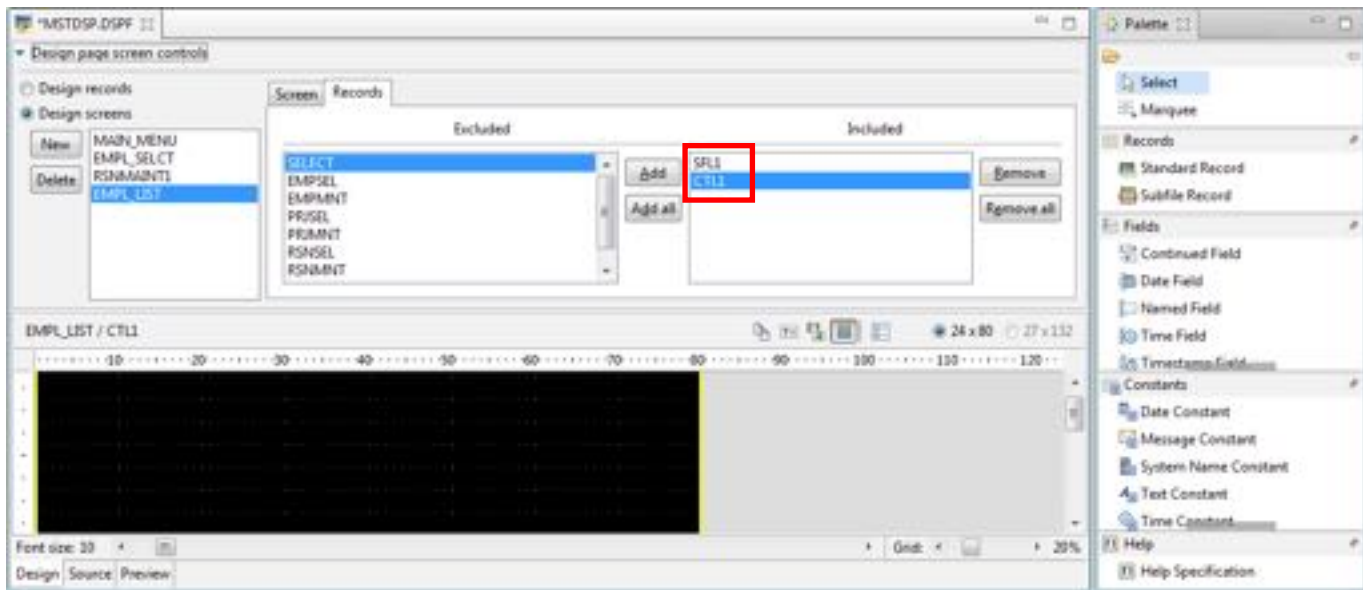 *MSTDSP.DSPF
Design page screen controls
Design records
Design screens
New
Delete
MAIN_MENU
EMPL_SELCT
RSNMAINT1
EMPL_LIST
Screen
Records
Excluded
SELECT
EMPSEL
EMPMNT
PRJSEL
PRJMNT
RSNSEL
RSNMNT
Add
Add all
Included
SFL1
CTL1
Remove
Remove all
EMPL_LIST / CTL1
24 x 80
27 x 132
10 20 30 40 50 60 70 80 90 100 110 120
Font size: 10
Grid:
20%
Design Source Preview
Palette
Select
Marquee
Records
Standard Record
Subfile Record
Fields
Continued Field
Date Field
Named Field
Time Field
Timestamp Field
Constants
Date Constant
Message Constant
System Name Constant
Text Constant
Time Constant
Help
Help Specification